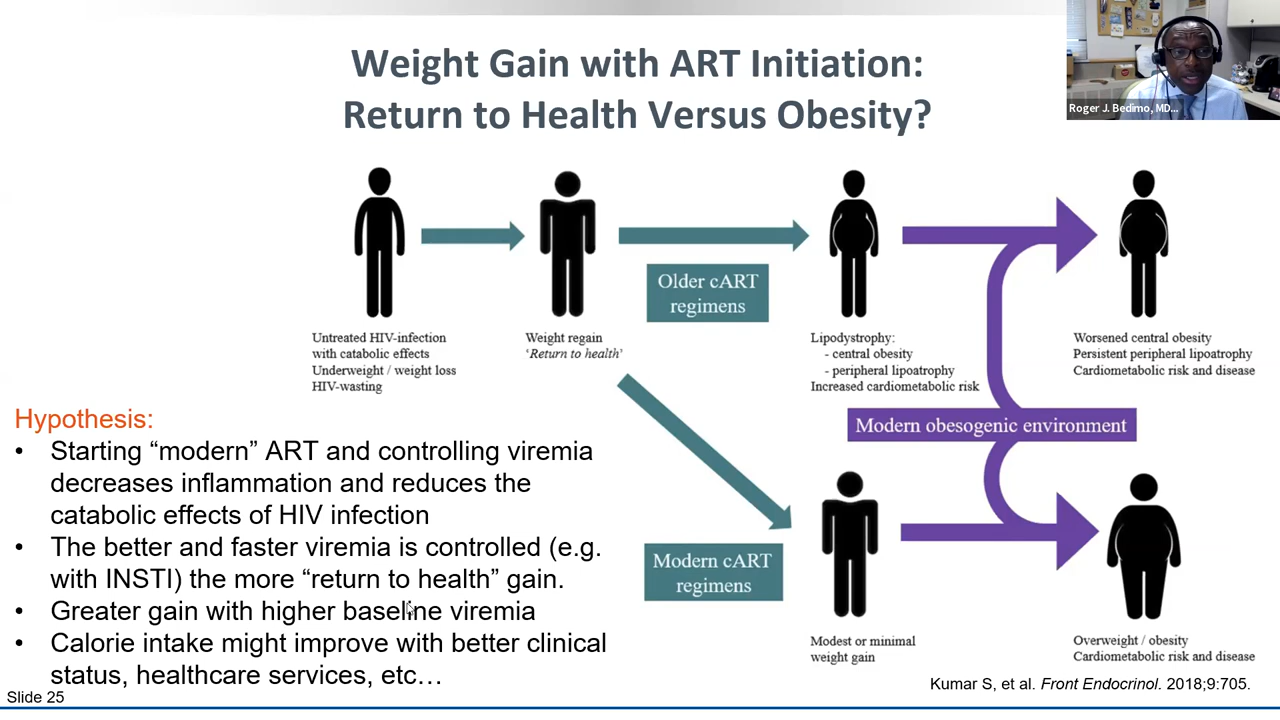 Weight Gain with ART Initiation:
Return to Health Versus Obesity?
Roger J. Bedimo, MD...
Older cART
regimens
Untreated HIV-infection
with catabolic effects
Underweight / weight loss
HIV-wasting
Weight regain
‘Return to health’
Lipodystrophy:
- central obesity
- peripheral lipoatrophy
Increased cardiometabolic risk
Worsened central obesity
Persistent peripheral lipoatrophy
Cardiometabolic risk and disease
Modern obesogenic environment
Hypothesis:
• Starting “modern” ART and controlling viremia
decreases inflammation and reduces the
catabolic effects of HIV infection
• The better and faster viremia is controlled (e.g.
with INSTI) the more “return to health” gain.
• Greater gain with higher baseline viremia
• Calorie intake might improve with better clinical
status, healthcare services, etc…
Modern cART
regimens
Modest or minimal
weight gain
Overweight / obesity
Cardiometabolic risk and disease
Kumar S, et al. Front Endocrinol. 2018;9:705.
Slide 25